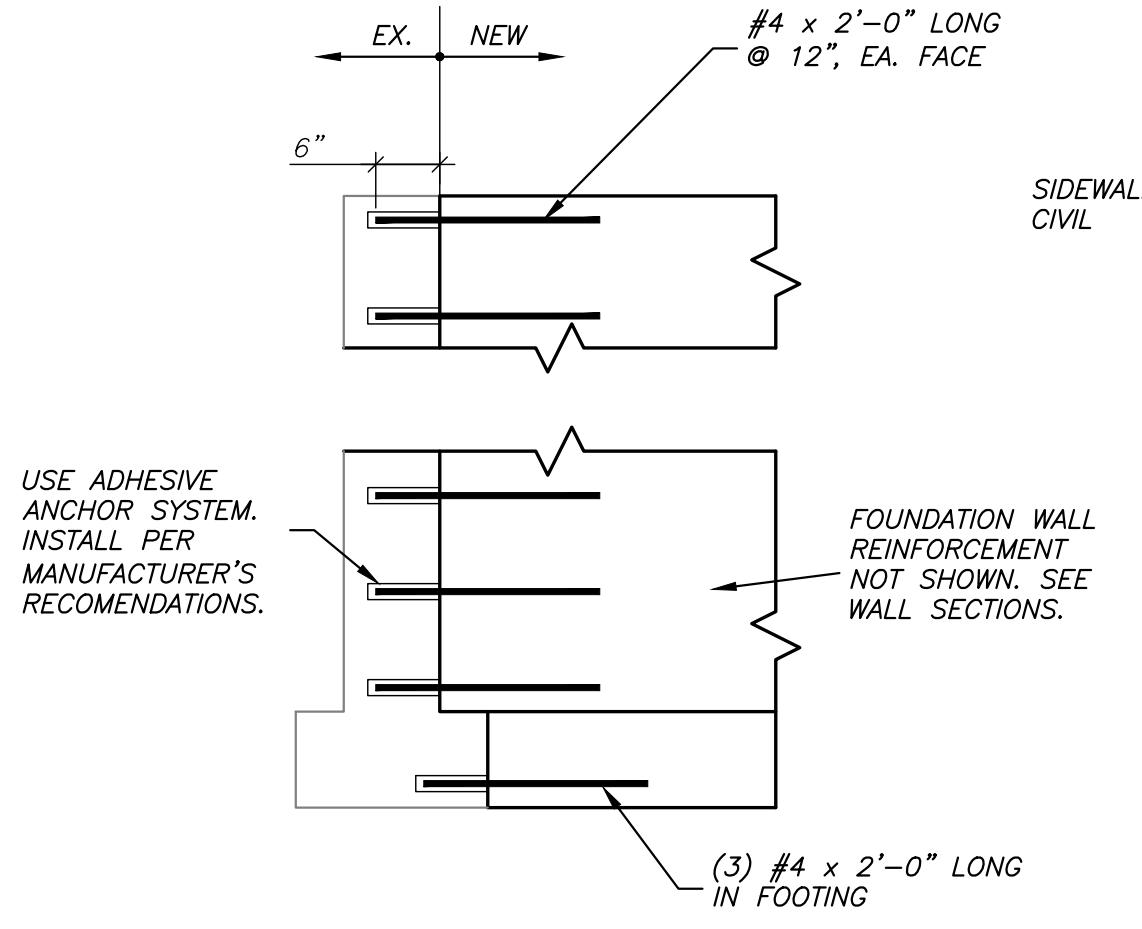 EX. NEW
#4 x 2'-0" LONG
@ 12", EA. FACE
6"
SIDEWAL
CIVIL
USE ADHESIVE
ANCHOR SYSTEM.
INSTALL PER
MANUFACTURER'S
RECOMENDATIONS.
FOUNDATION WALL
REINFORCEMENT
NOT SHOWN. SEE
WALL SECTIONS.
(3) #4 x 2'-0" LONG
IN FOOTING